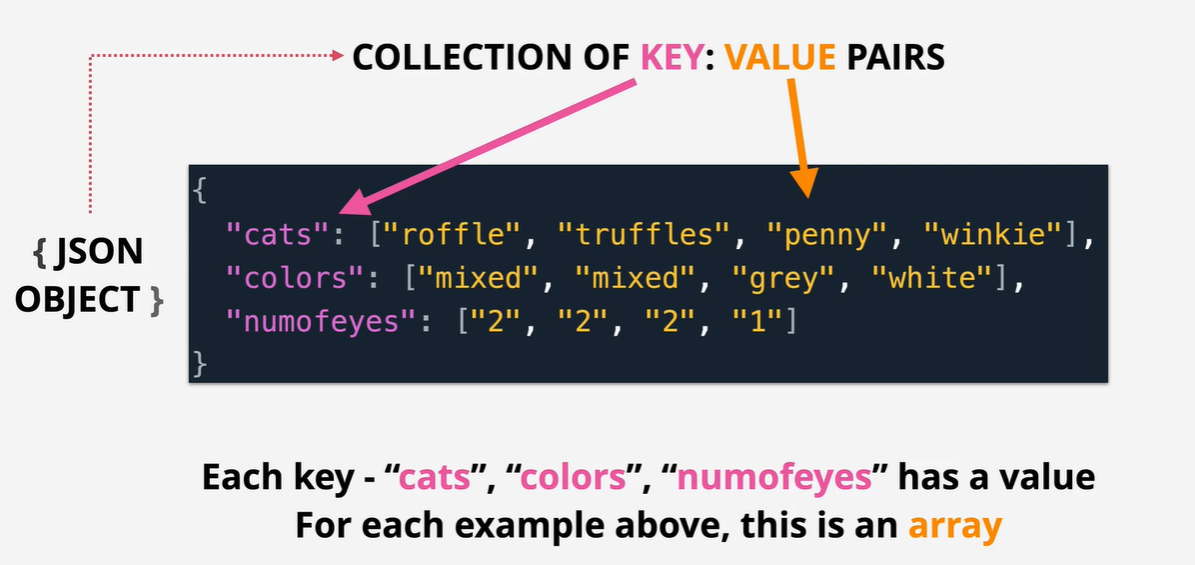 COLLECTION OF KEY: VALUE PAIRS
{ JSON
OBJECT }
{
  "cats": ["roffle", "truffles", "penny", "winkie"],
  "colors": ["mixed", "mixed", "grey", "white"],
  "numofeyes": ["2", "2", "2", "1"]
}
Each key - “cats”, “colors”, “numofeyes” has a value
For each example above, this is an array